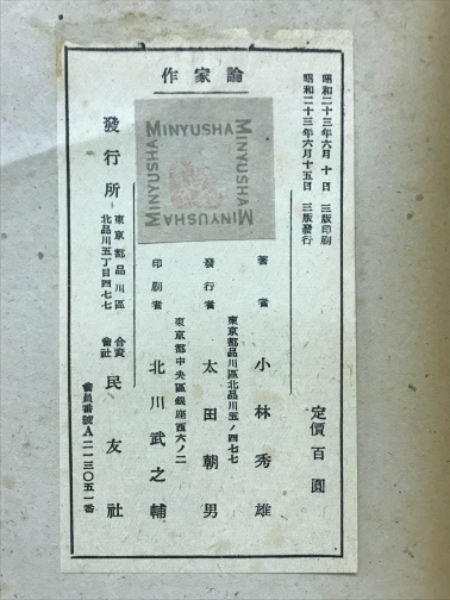 作家論
昭和二十三年六月十日　三版印刷
昭和二十三年六月十五日　三版發行
定價百圓
著者　小林秀雄
東京都品川區北品川五ノ四七七
發行者　太田朝男
東京都中央區銀座西六ノ二
印刷者　北川武之輔
MINYUSHA
MINYUSHA
MINYUSHA
MINYUSHA
發行所
東京都品川區
北品川五丁目四七七
合資會社　民友社
會員番號A二一三〇五一番